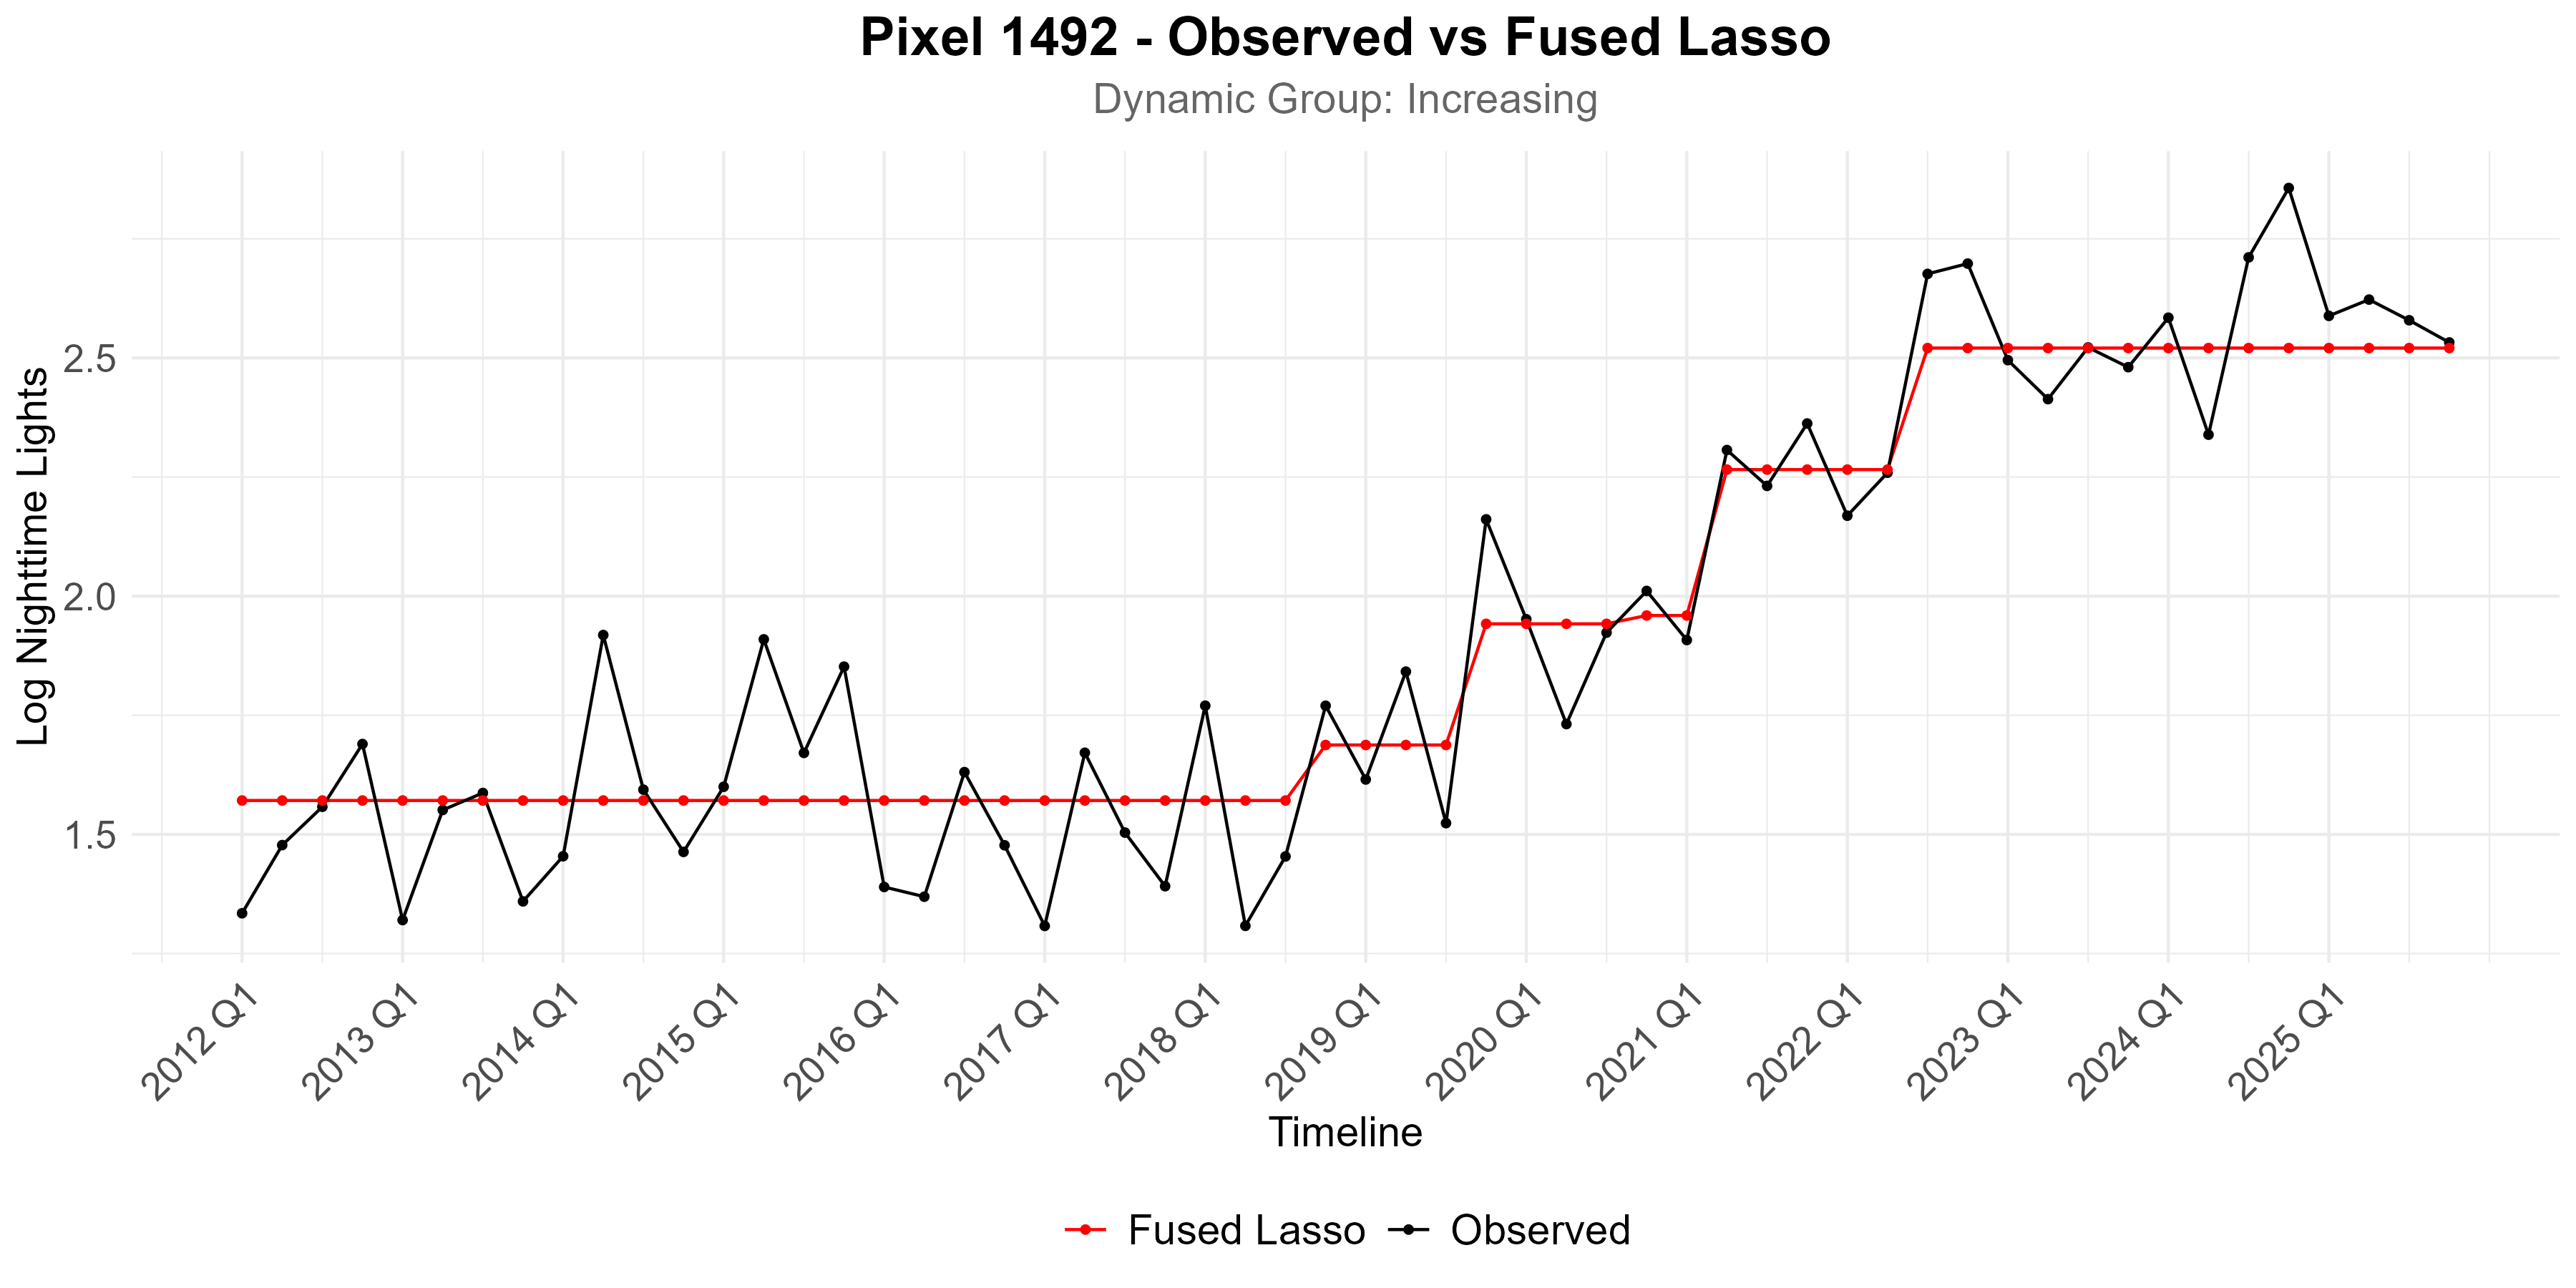 Pixel 1492 - Observed vs Fused Lasso
Dynamic Group: Increasing
Log Nighttime Lights
2.5
2.0
1.5
2012 Q1
2013 Q1
2014 Q1
2015 Q1
2016 Q1
2017 Q1
2018 Q1
2019 Q1
2020 Q1
2021 Q1
2022 Q1
2023 Q1
2024 Q1
2025 Q1
Timeline
Fused Lasso
Observed